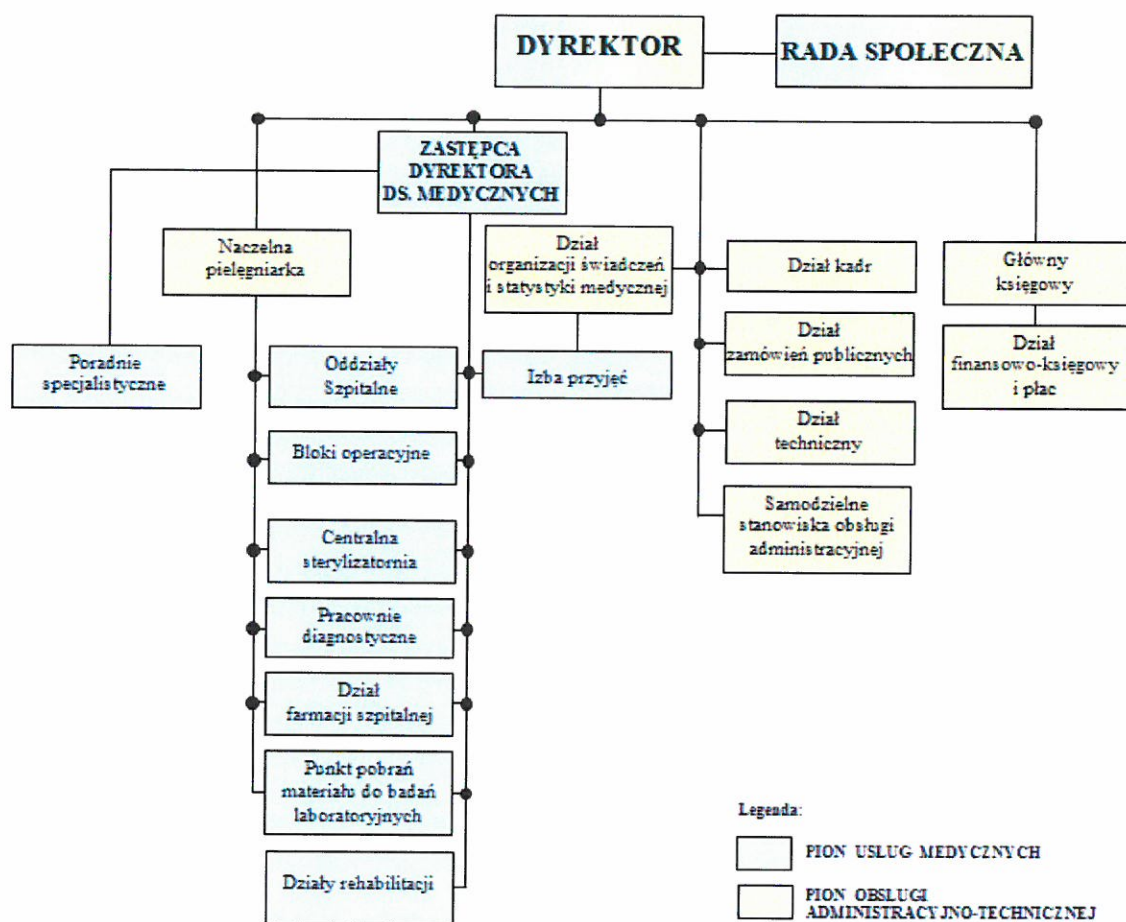 DYREKTOR
RADA SPOŁECZNA
ZASTĘPCA
DYREKTORA
DS. MEDYCZNYCH
Naczelna
pielęgniarka
Dział
organizacji świadczeń
i statystyki medycznej
Dział kadr
Główny
księgowy
Poradnie
specjalistyczne
Oddziały
Szpitalne
Izba przyjęć
Dział
zamówień publicznych
Dział
finansowo-księgowy
i płac
Bloki operacyjne
Dział
techniczny
Centralna
sterylizatornia
Samodzielne
stanowiska obsługi
administracyjnej
Pracownie
diagnostyczne
Dział
farmacji szpitalnej
Punkt pobrań
materiału do badań
laboratoryjnych
Działy rehabilitacji
Legenda:
PION USŁUG MEDYCZNYCH
PION OBSŁUGI
ADMINISTRACYJNO-TECHNICZNEJ